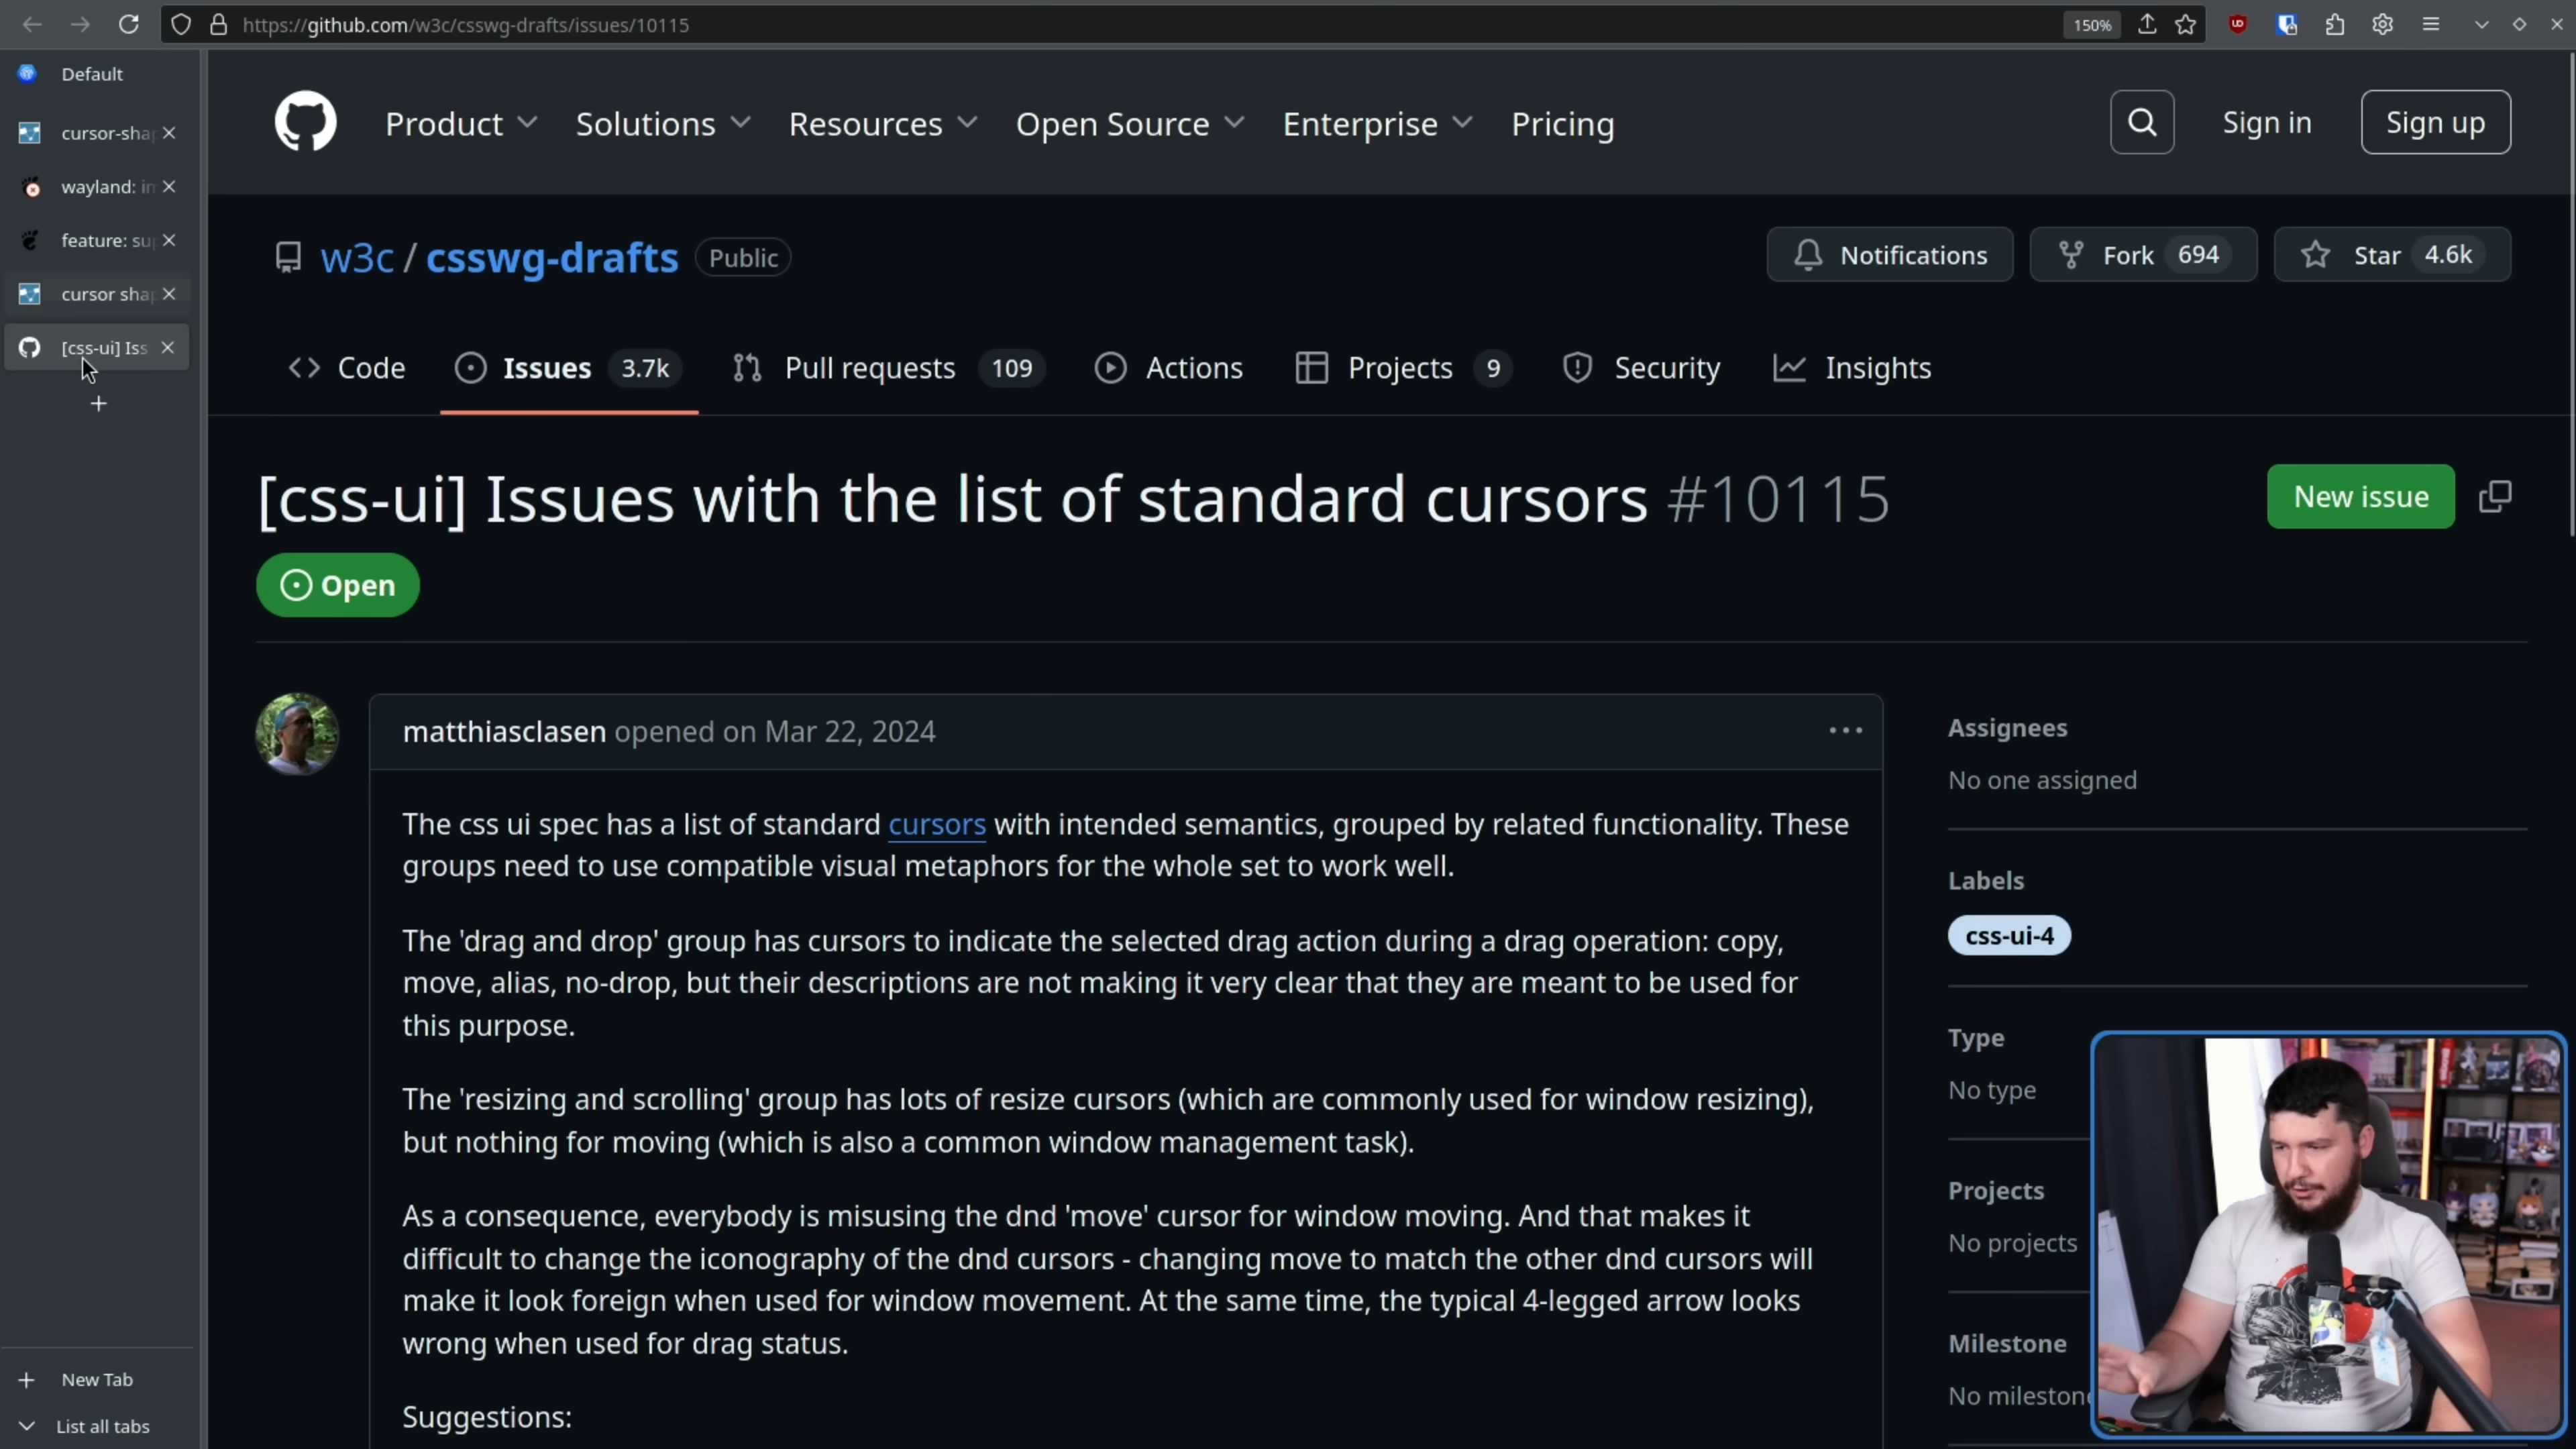 https://github.com/w3c/csswg-drafts/issues/10115
150%
Default
cursor-shap
wayland: in
feature: sup
cursor shap
[css-ui] Iss
New Tab
List all tabs
Product
Solutions
Resources
Open Source
Enterprise
Pricing
Sign in
Sign up
w3c / csswg-drafts
Public
Notifications
Fork 694
Star 4.6k
Code
Issues 3.7k
Pull requests 109
Actions
Projects 9
Security
Insights
[css-ui] Issues with the list of standard cursors #10115
New issue
Open
matthiasclasen opened on Mar 22, 2024
The css ui spec has a list of standard cursors with intended semantics, grouped by related functionality. These
groups need to use compatible visual metaphors for the whole set to work well.
The 'drag and drop' group has cursors to indicate the selected drag action during a drag operation: copy,
move, alias, no-drop, but their descriptions are not making it very clear that they are meant to be used for
this purpose.
The 'resizing and scrolling' group has lots of resize cursors (which are commonly used for window resizing),
but nothing for moving (which is also a common window management task).
As a consequence, everybody is misusing the dnd 'move' cursor for window moving. And that makes it
difficult to change the iconography of the dnd cursors - changing move to match the other dnd cursors will
make it look foreign when used for window movement. At the same time, the typical 4-legged arrow looks
wrong when used for drag status.
Suggestions:
Assignees
No one assigned
Labels
css-ui-4
Type
No type
Projects
No projects
Milestone
No milestone